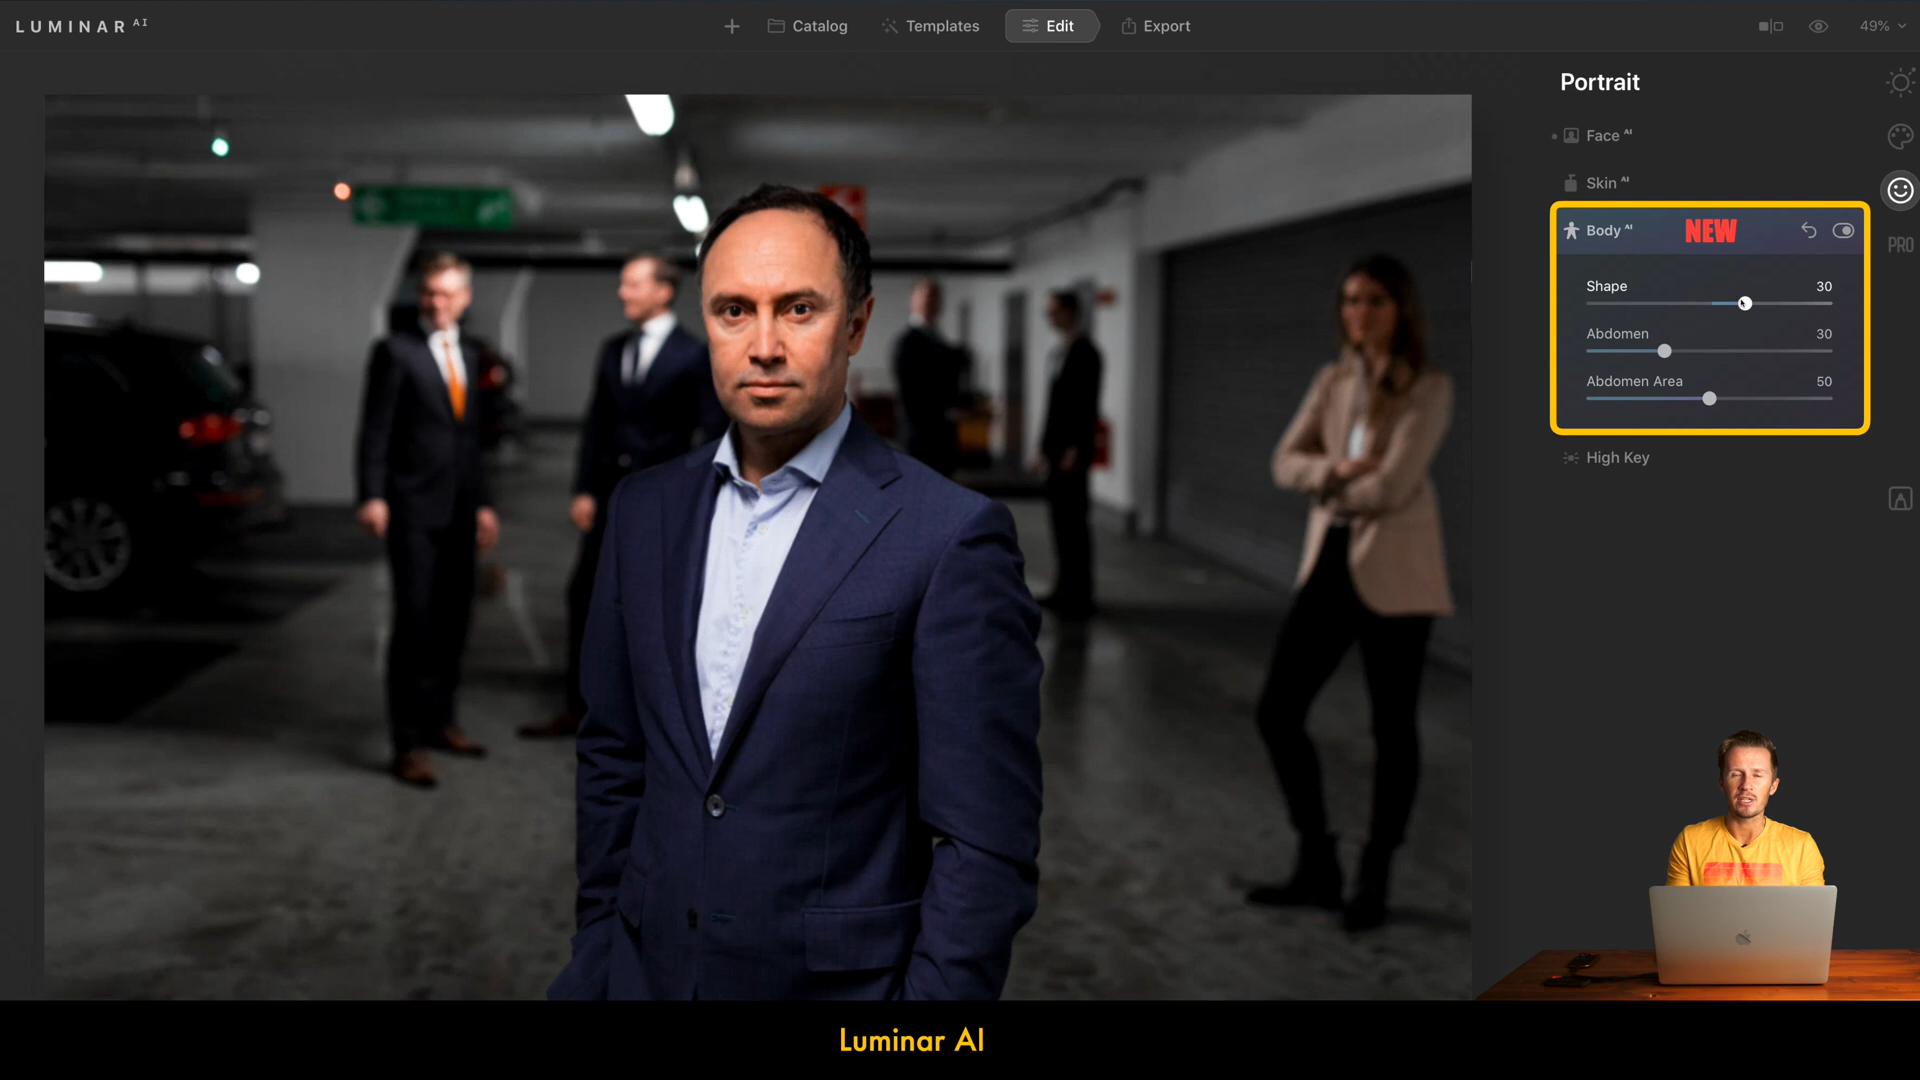 LUMINAR AI
Catalog
Templates
Edit
Export
49%
Portrait
Face AI
Skin AI
Body AI
NEW
PRO
Shape
30
Abdomen
30
Abdomen Area
50
High Key
Luminar AI